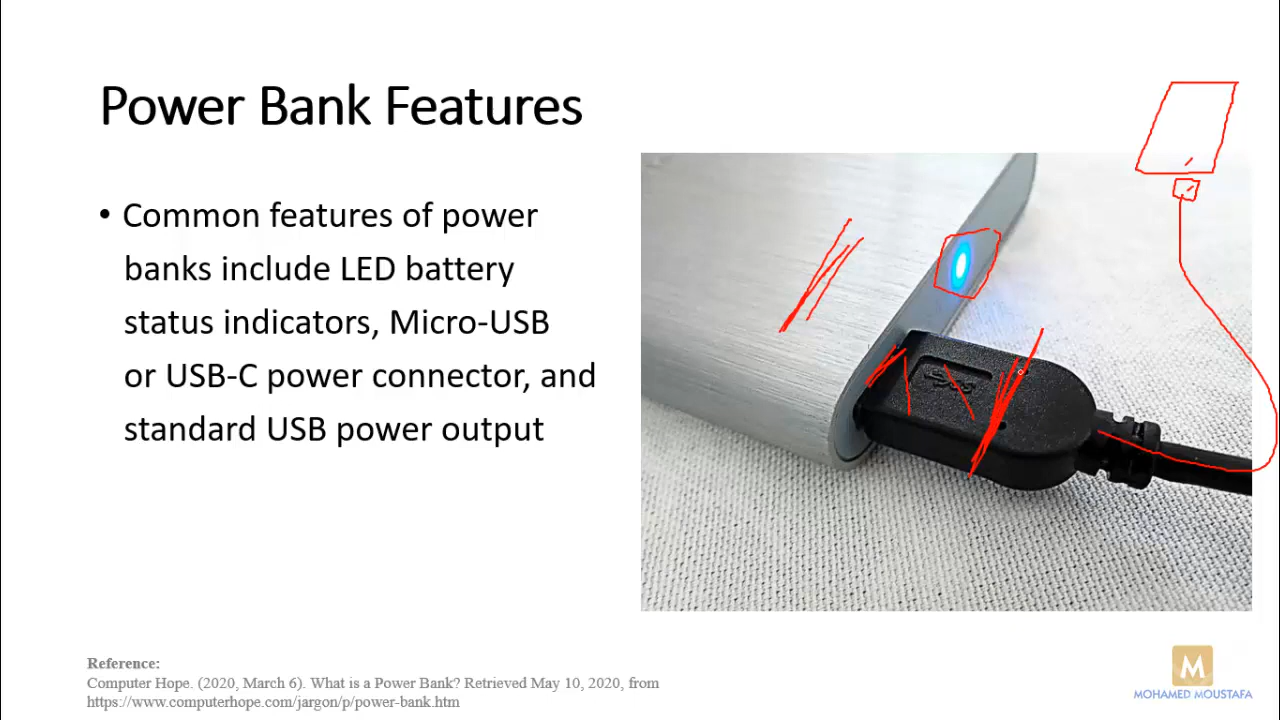 Power Bank Features
• Common features of power
banks include LED battery
status indicators, Micro-USB
or USB-C power connector, and
standard USB power output
Reference:
Computer Hope. (2020, March 6). What is a Power Bank? Retrieved May 10, 2020, from
https://www.computerhope.com/jargon/p/power-bank.htm
M
MOHAMED MOUSTAFA